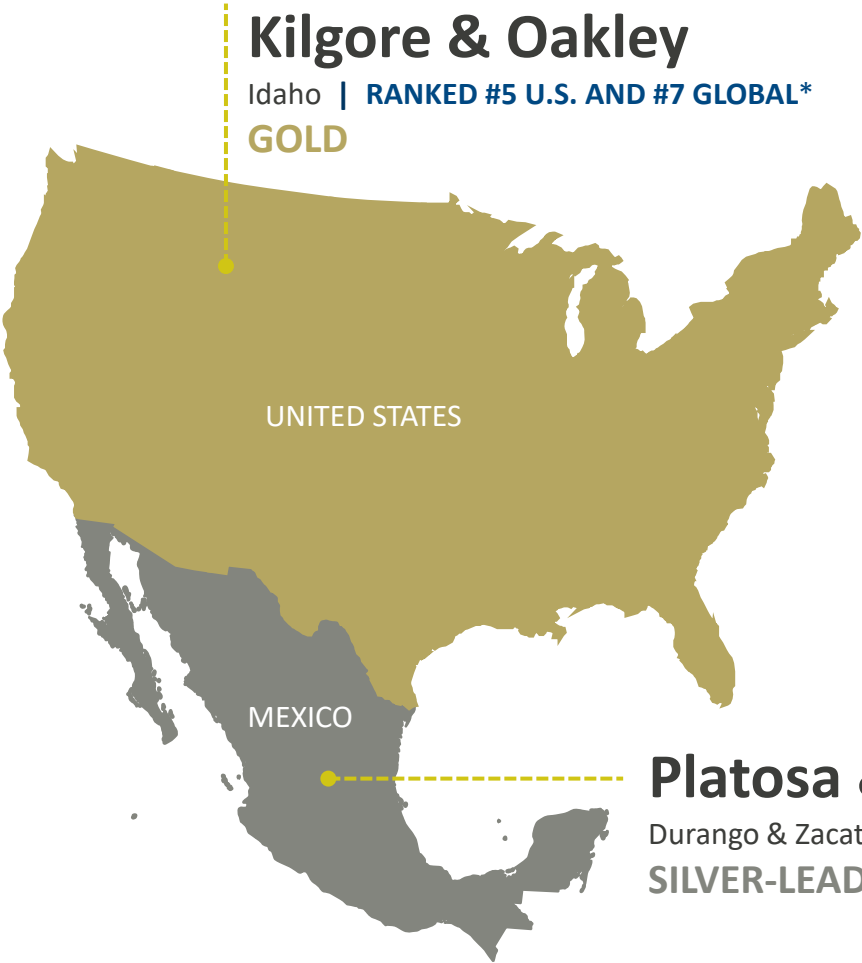 Kilgore & Oakley
Idaho | RANKED #5 U.S. AND #7 GLOBAL*
GOLD
UNITED STATES
MEXICO
Platosa
Durango &
SILVER-LEAD